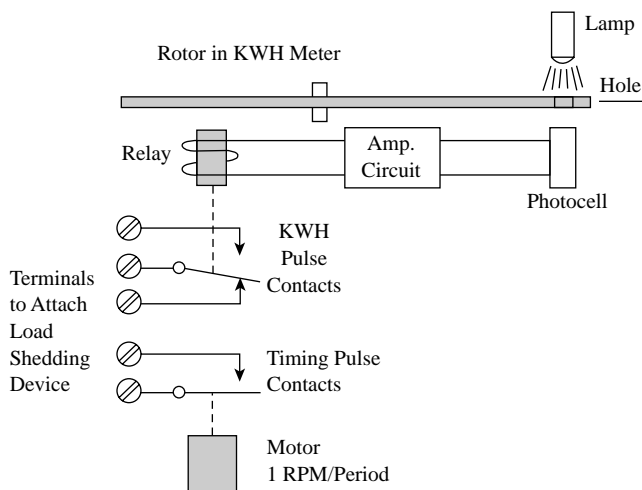 Lamp
Rotor in KWH Meter
Hole
Relay
Amp.
Circuit
Photocell
KWH
Pulse
Contacts
Terminals
to Attach
Load
Shedding
Device
Timing Pulse
Contacts
Motor
1 RPM/Period